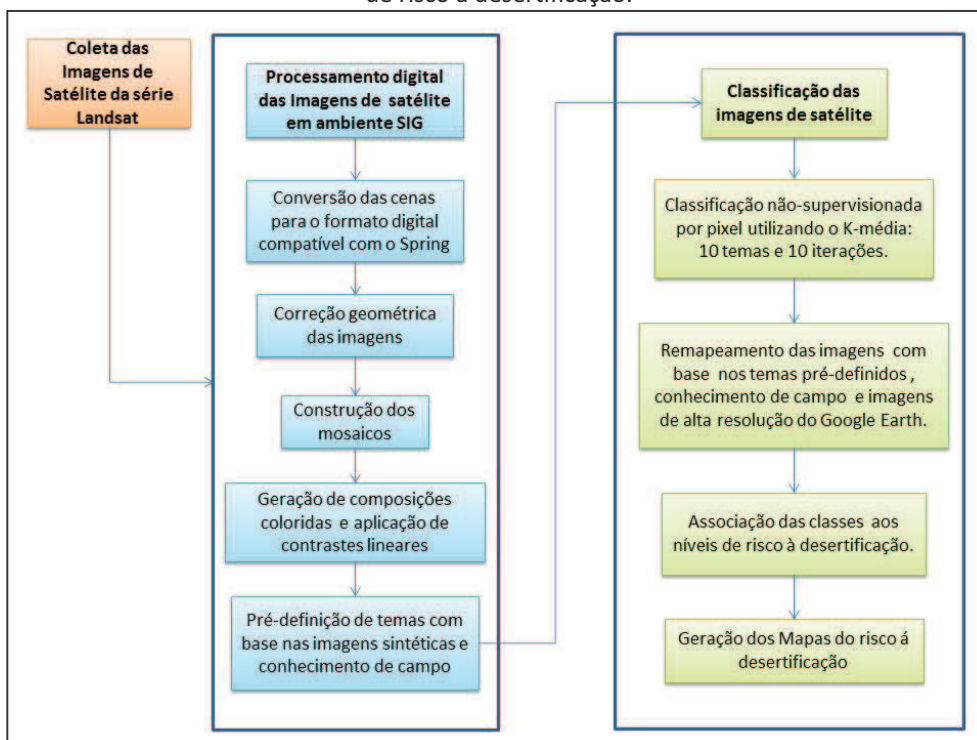 de risco à desertificação.
Coleta das
Imagens de
Satélite da série
Landsat
Processamento digital
das Imagens de satélite
em ambiente SIG
Conversão das cenas
para o formato digital
compatível com o Spring
Correção geométrica
das imagens
Construção dos
mosaicos
Geração de composições
coloridas e aplicação de
contrastes lineares
Pré-definição de temas com
base nas imagens sintéticas e
conhecimento de campo
Classificação das
imagens de satélite
Classificação não-supervisionada
por pixel utilizando o K-média:
10 temas e 10 iterações.
Remapeamento das imagens com
base nos temas pré-definidos ,
conhecimento de campo e imagens
de alta resolução do Google Earth.
Associação das classes aos
níveis de risco à desertificação.
Geração dos Mapas do risco á
desertificação